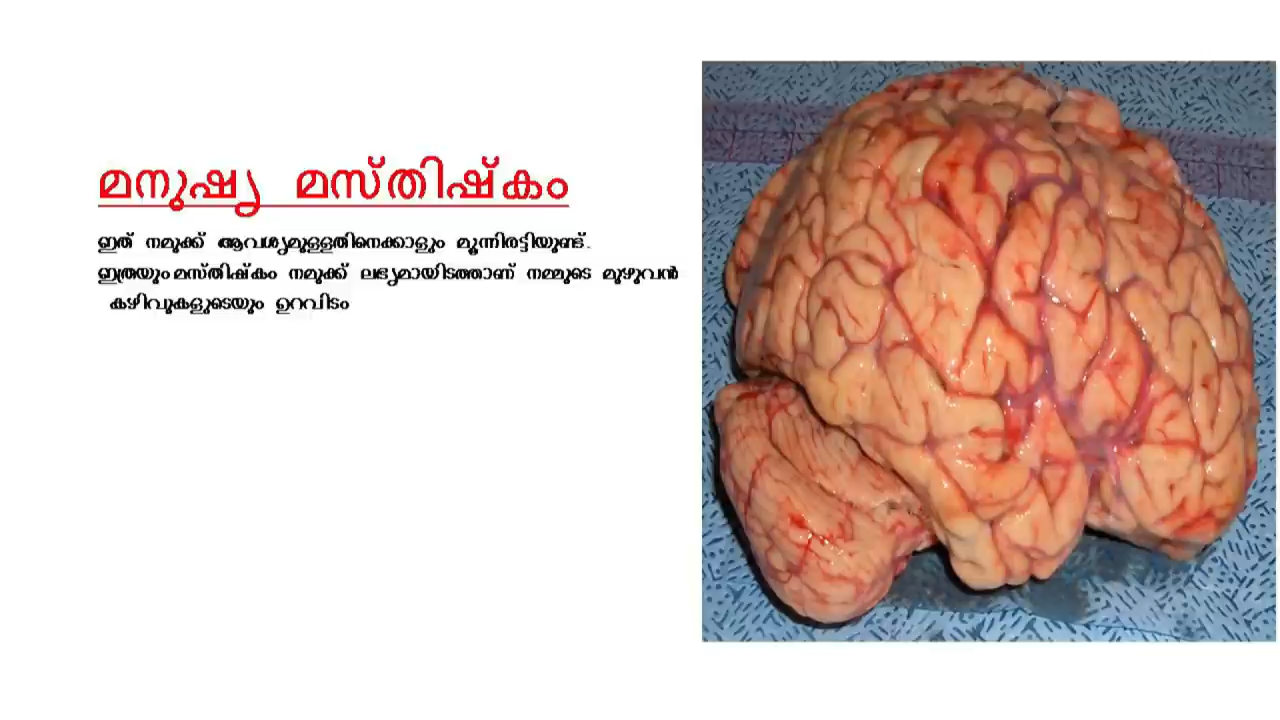 മനുഷ്യ മസ്തിഷ്കം
ഇത് നമുക്ക് ആവശ്യമുള്ളതിനെക്കാളും മൂന്നിരട്ടിയുണ്ട്.
ഇത്രയും മസ്തിഷ്കം നമുക്ക് ലഭ്യമായിടത്താണ് നമ്മുടെ മുഴുവൻ
കഴിവുകളുടെയും ഉറവിടം